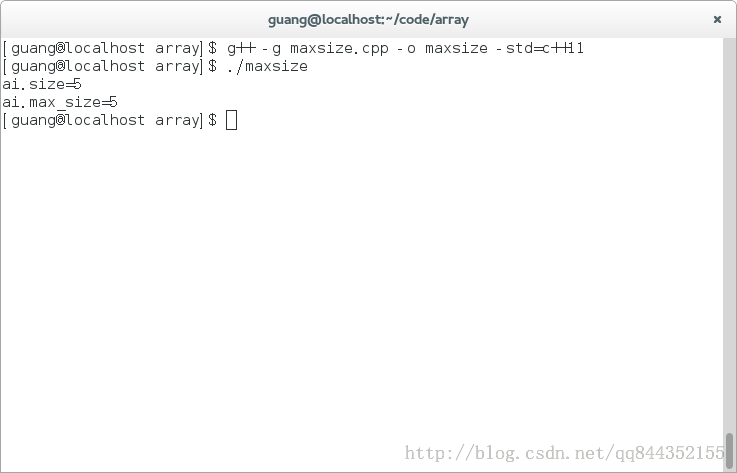 guang@localhost:~/code/array
[guang@localhost array]$ g++ -g maxsize.cpp -o maxsize -std=c++11
[guang@localhost array]$ ./maxsize
ai.size=5
ai.max_size=5
[guang@localhost array]$
http://blog.csdn.net/qq844352155